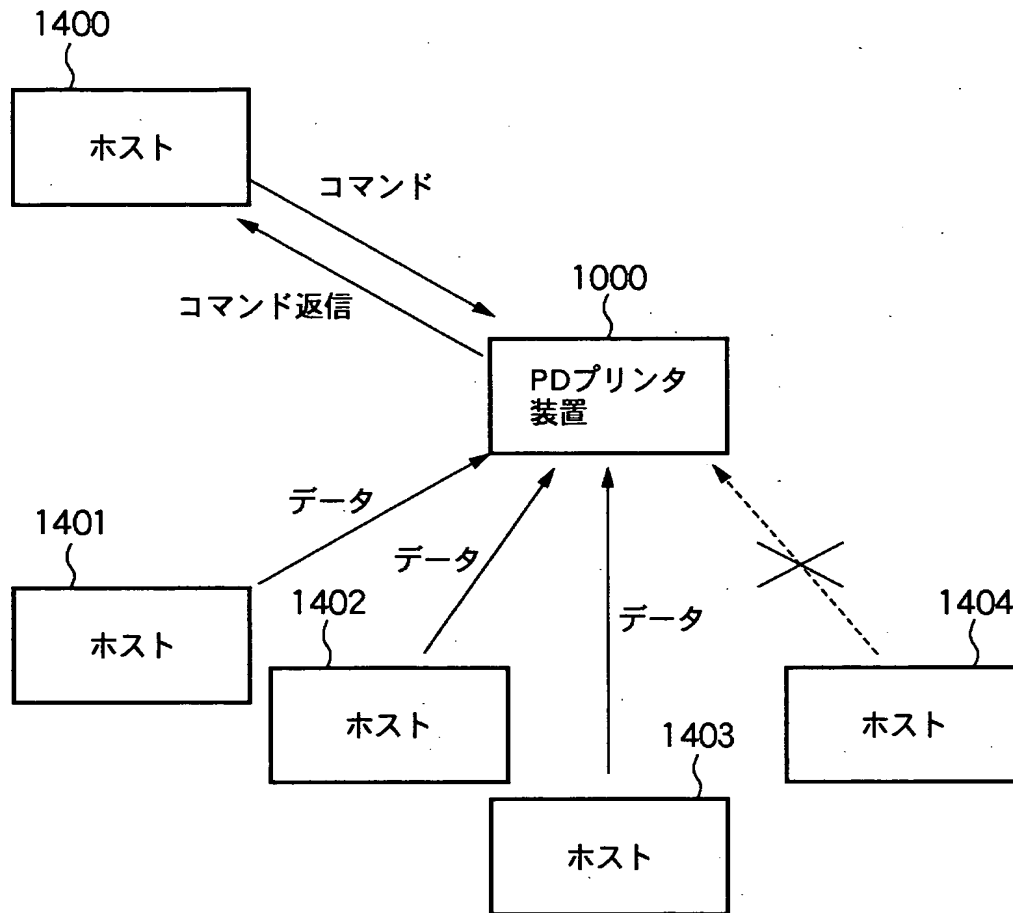 1400
ホスト
コマンド
コマンド返信
1000
PDプリンタ
装置
データ
1401
ホスト
データ
1402
ホスト
データ
1403
ホスト
1404
ホスト